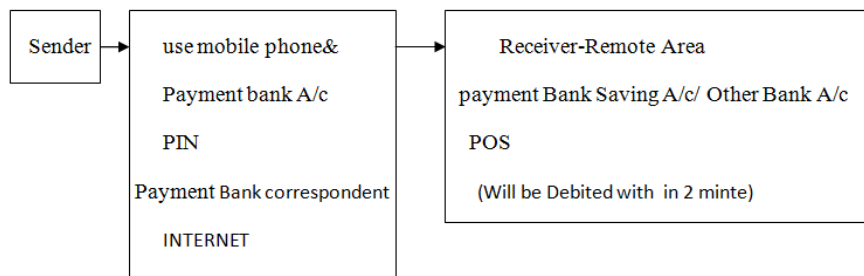 Sender
use mobile phone&
Payment bank A/c
PIN
Payment Bank correspondent
INTERNET
Receiver-Remote Area
payment Bank Saving A/c/ Other Bank A/c
POS
(Will be Debited with in 2 minte)